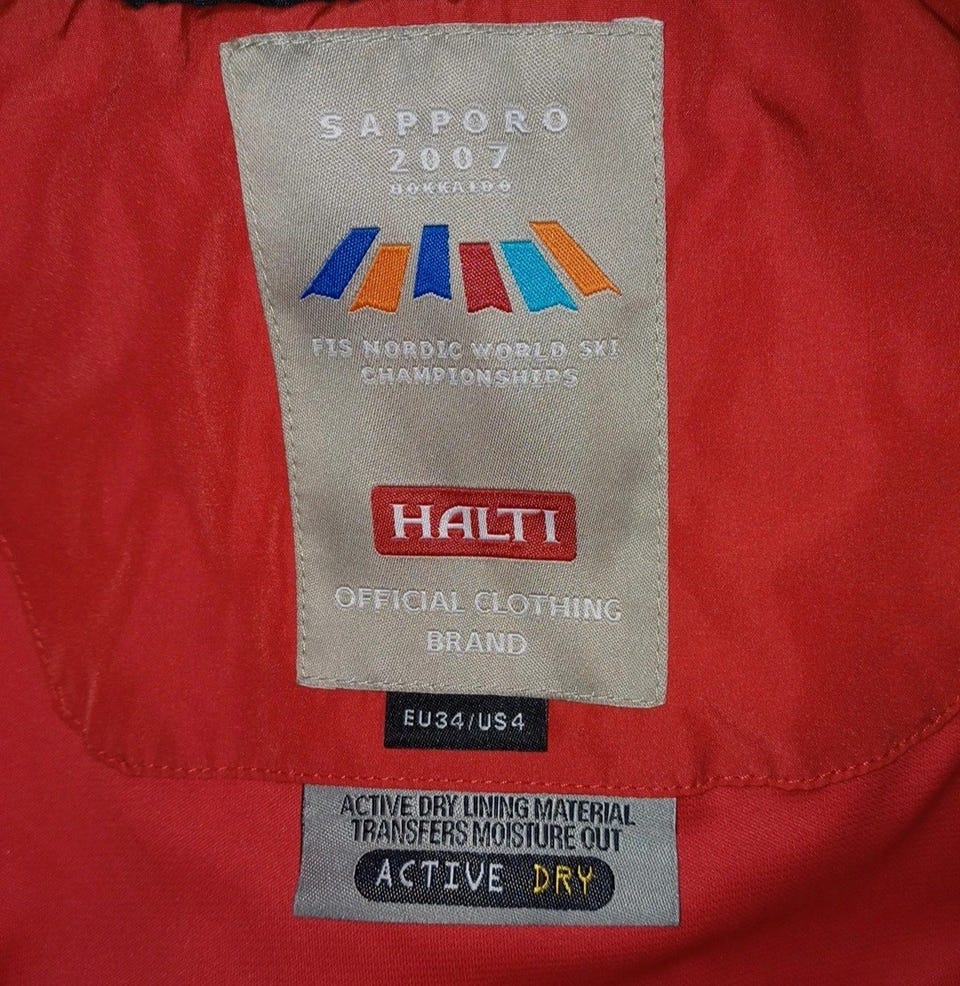 SAPPORO
2007
HOKKAIDO
FIS NORDIC WORLD SKI
CHAMPIONSHIPS
HALTI
OFFICIAL CLOTHING
BRAND
EU34/US4
ACTIVE DRY LINING MATERIAL
TRANSFERS MOISTURE OUT
ACTIVE DRY